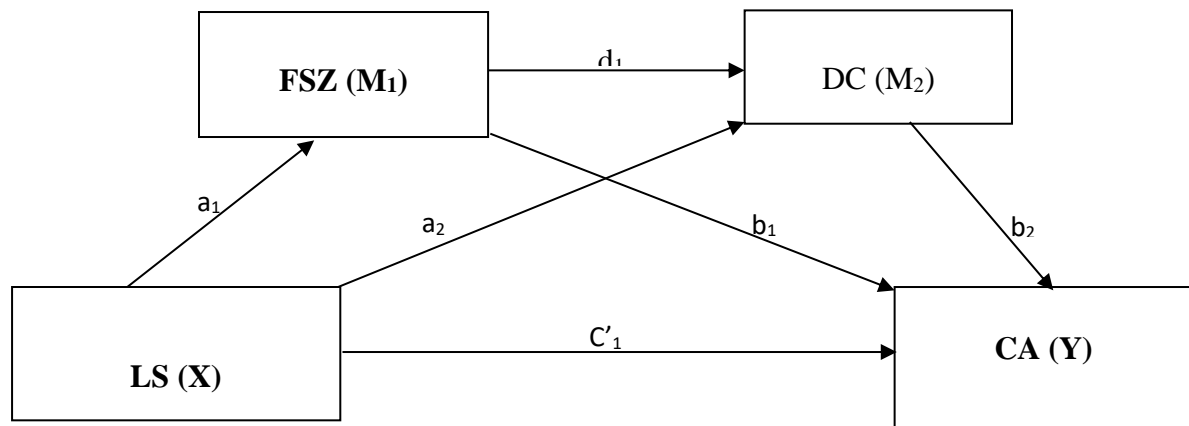 d₁
FSZ (M₁)
DC (M₂)
a₁
a₂
b₁
b₂
C’₁
LS (X)
CA (Y)